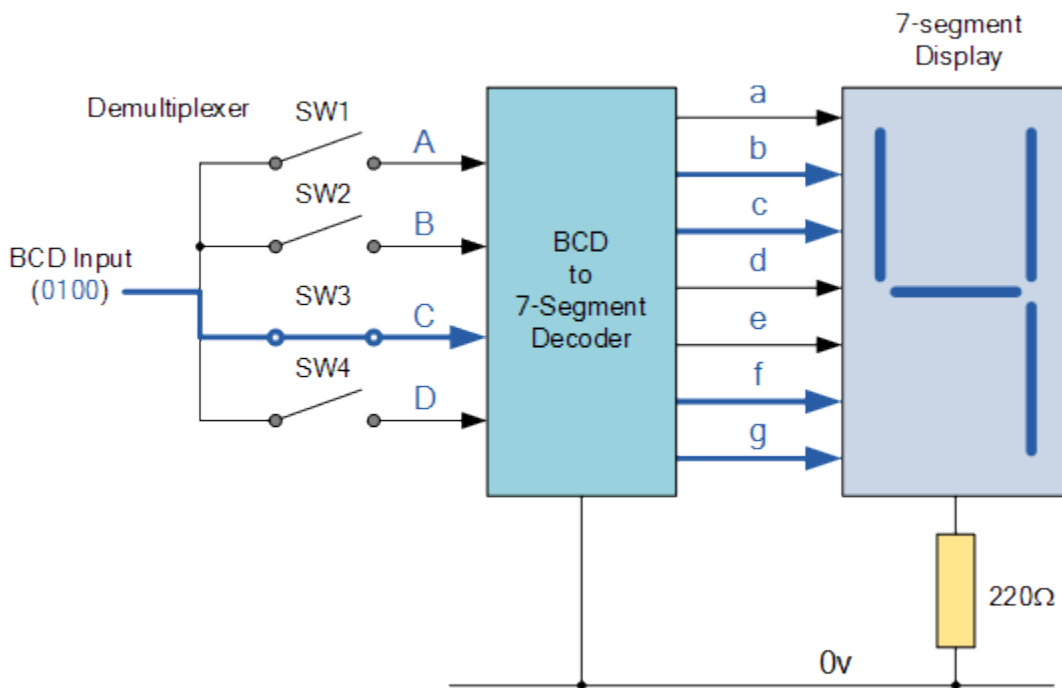 7-segment
Display
Demultiplexer
SW1
A
a
b
SW2
B
c
BCD Input
(0100)
BCD
to
7-Segment
Decoder
d
SW3
C
e
SW4
D
f
g
220Ω
0v